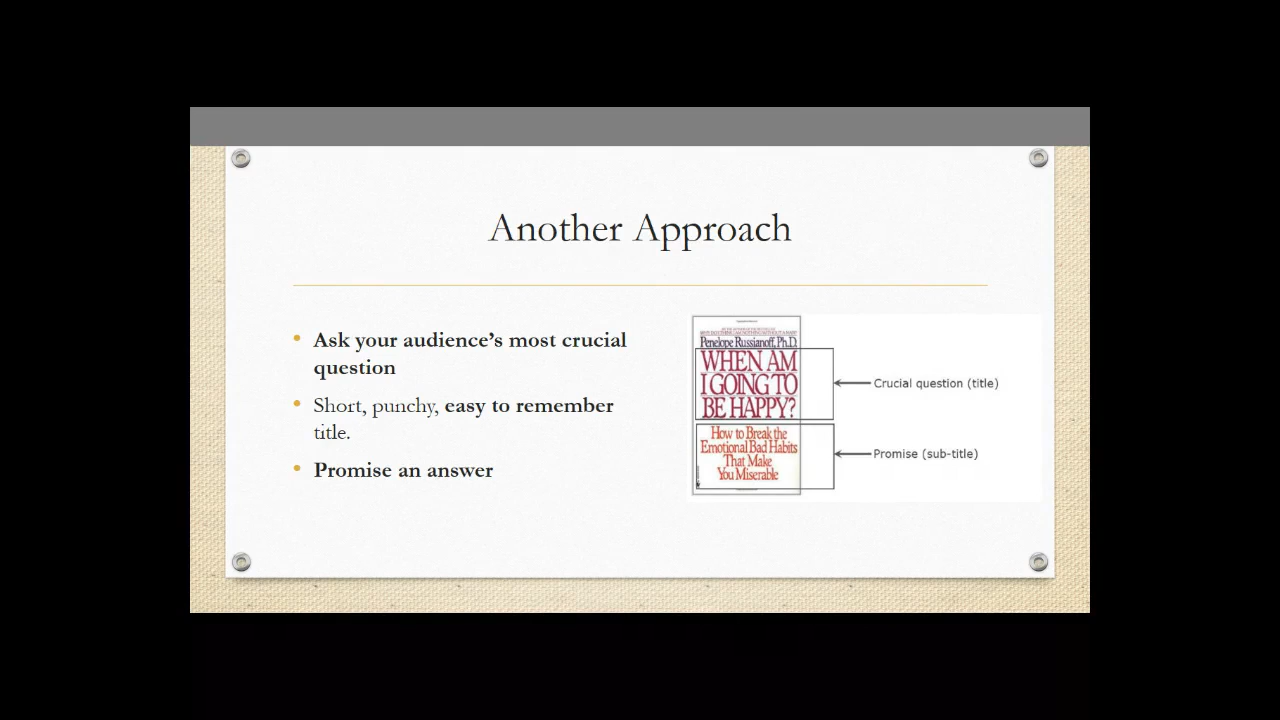 Another Approach
Ask your audience's most crucial
question
Short, punchy, easy to remember
title.
Promise an answer
Penelope Russianoff, Ph.D.
WHEN AM
I GOING TO
BE HAPPY?
How to Break the
Emotional Bad Habits
That Make
You Miserable
Crucial question (title)
Promise (sub-title)